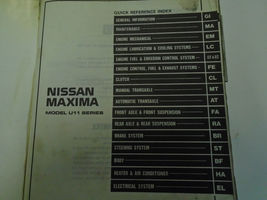 QUICK REFERENCE INDEX
GENERAL INFORMATION GI
MAINTENANCE MA
ENGINE MECHANICAL EM
ENGINE LUBRICATION & COOLING SYSTEMS LC
ENGINE FUEL & EMISSION CONTROL SYSTEM EF & EC
ENGINE CONTROL, FUEL & EXHAUST SYSTEMS FE
CLUTCH CL
MANUAL TRANSAXLE MT
AUTOMATIC TRANSAXLE AT
FRONT AXLE & FRONT SUSPENSION FA
REAR AXLE & REAR SUSPENSION RA
BRAKE SYSTEM BR
STEERING SYSTEM ST
BODY BF
HEATER & AIR CONDITIONER HA
ELECTRICAL SYSTEM EL
NISSAN
MAXIMA
MODEL U11 SERIES